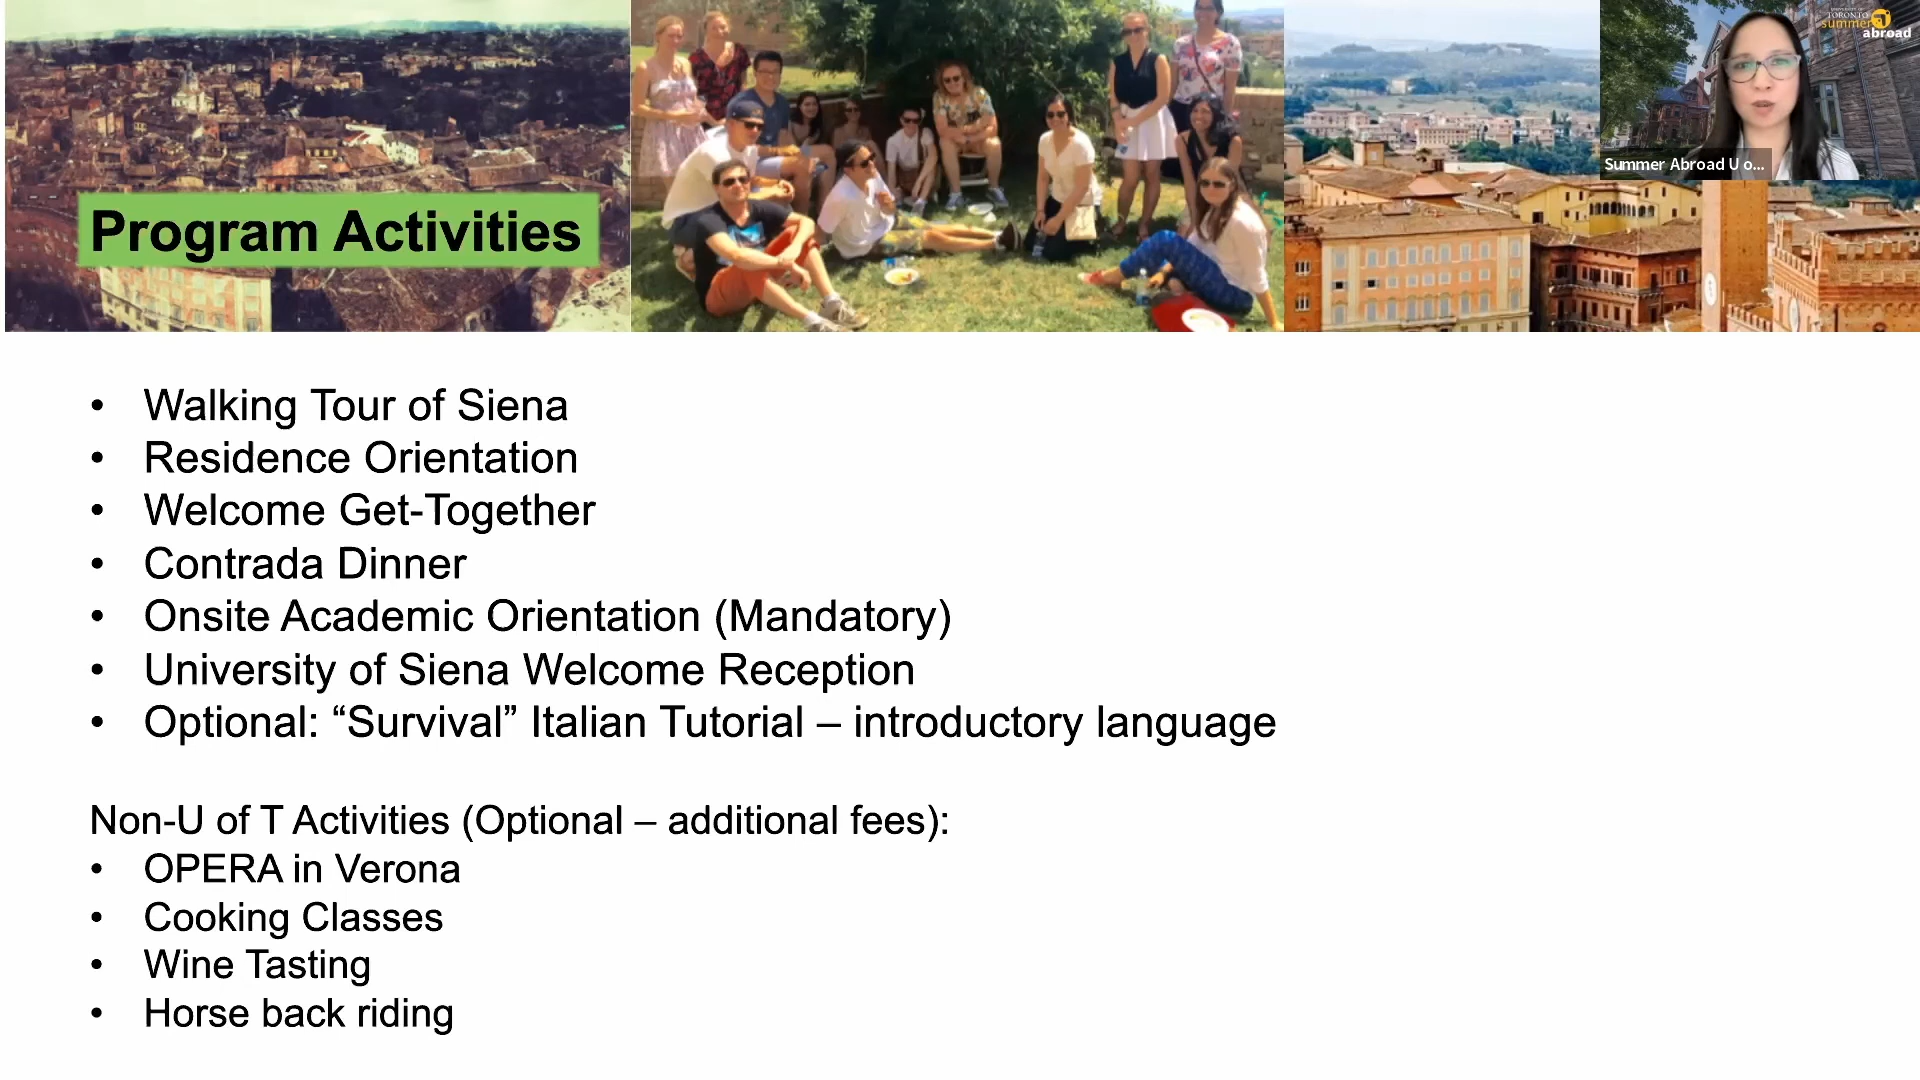 TORONTO
summer
abroad
Summer Abroad U o...
Program Activities
• Walking Tour of Siena
• Residence Orientation
• Welcome Get-Together
• Contrada Dinner
• Onsite Academic Orientation (Mandatory)
• University of Siena Welcome Reception
• Optional: “Survival” Italian Tutorial – introductory language
Non-U of T Activities (Optional – additional fees):
• OPERA in Verona
• Cooking Classes
• Wine Tasting
• Horse back riding